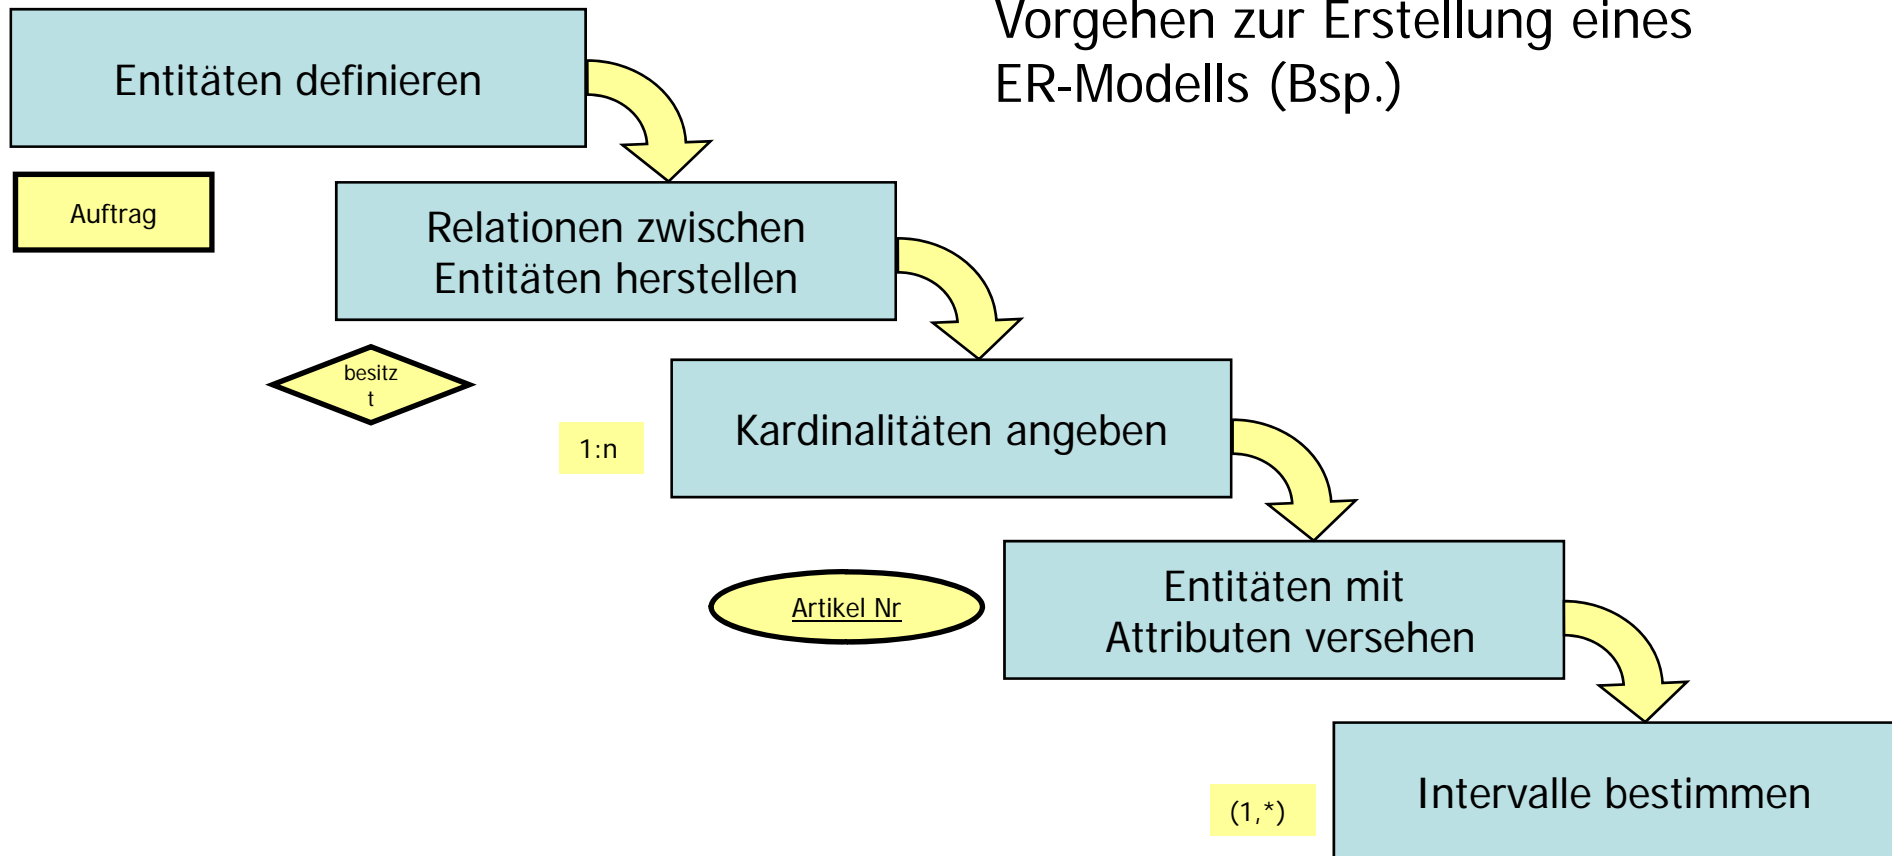 Vorgehen zur Erstellung eines
ER-Modells (Bsp.)
Entitäten definieren
Auftrag
Relationen zwischen
Entitäten herstellen
besitz
t
Kardinalitäten angeben
1:n
Entitäten mit
Attributen versehen
Artikel Nr
Intervalle bestimmen
(1,*)